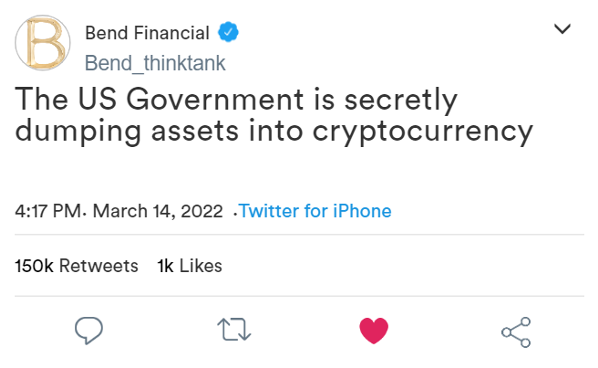 B
Bend Financial
Bend_thinktank
The US Government is secretly
dumping assets into cryptocurrency
4:17 PM. March 14, 2022 .Twitter for iPhone
150k Retweets 1k Likes